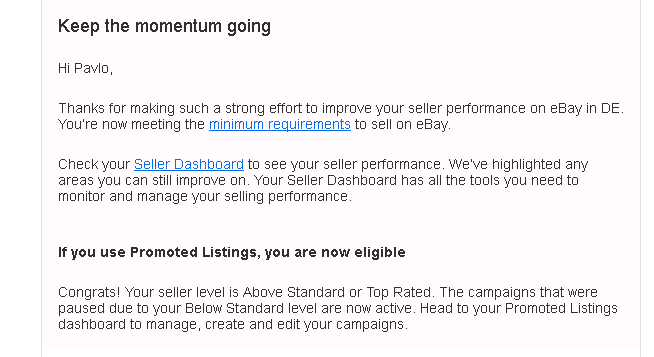 Keep the momentum going
Hi Pavlo,
Thanks for making such a strong effort to improve your seller performance on eBay in DE.
You're now meeting the minimum requirements to sell on eBay.
Check your Seller Dashboard to see your seller performance. We've highlighted any
areas you can still improve on. Your Seller Dashboard has all the tools you need to
monitor and manage your selling performance.
If you use Promoted Listings, you are now eligible
Congrats! Your seller level is Above Standard or Top Rated. The campaigns that were
paused due to your Below Standard level are now active. Head to your Promoted Listings
dashboard to manage, create and edit your campaigns.